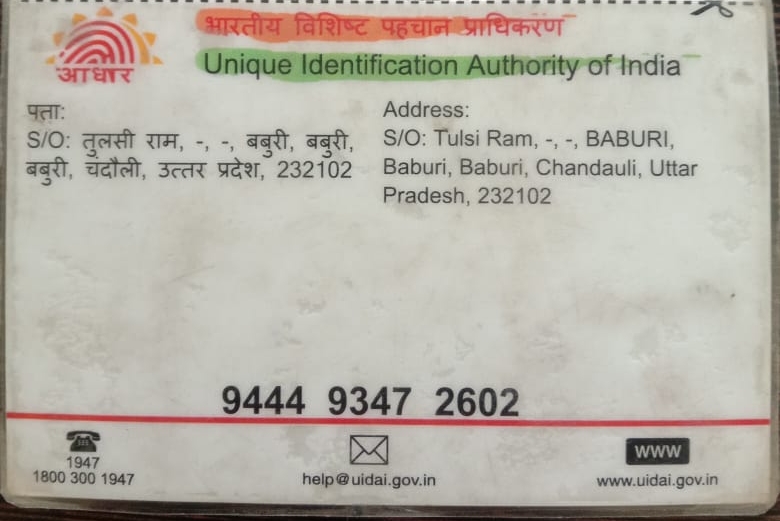 भारतीय विशिष्ट पहचान प्राधिकरण
Unique Identification Authority of India
आधार
पता:
S/O: तुलसी राम, -, -, बबुरी, बबुरी,
बबुरी, चंदौली, उत्तर प्रदेश, 232102
Address:
S/O: Tulsi Ram, -, -, BABURI,
Baburi, Baburi, Chandauli, Uttar
Pradesh, 232102
9444 9347 2602
1947
1800 300 1947
help@uidai.gov.in
WWW
www.uidai.gov.in